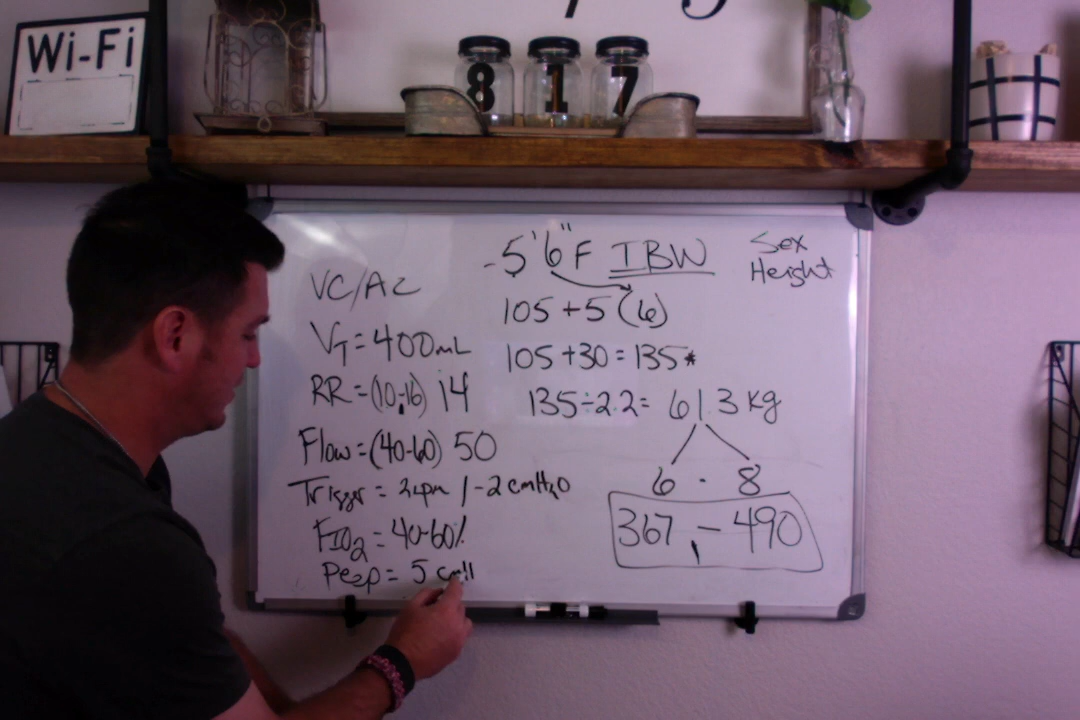 Wi-Fi
8 1 7
VC/AC
VT = 400mL
RR = (10-16) 14
Flow = (40-60) 50
Trigger = 2Lpm / -2 cmH2O
FIO2 = 40-60%
Peep = 5 cmH
-5'6" F IBW
105 + 5 (6)
105 + 30 = 135*
135 ÷ 2.2 = 61.3 kg
6 - 8
367 - 490
Sex
Height